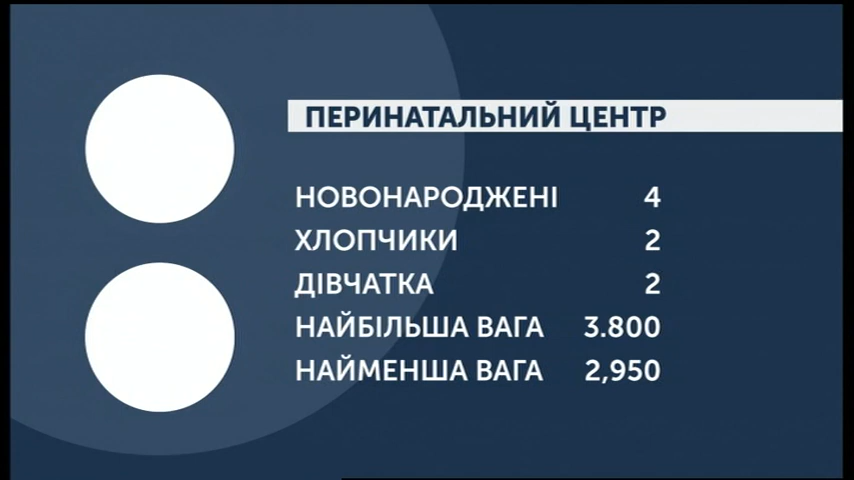 ПЕРИНАТАЛЬНИЙ ЦЕНТР
НОВОНАРОДЖЕНІ 4
ХЛОПЧИКИ 2
ДІВЧАТКА 2
НАЙБІЛЬША ВАГА 3.800
НАЙМЕНША ВАГА 2,950